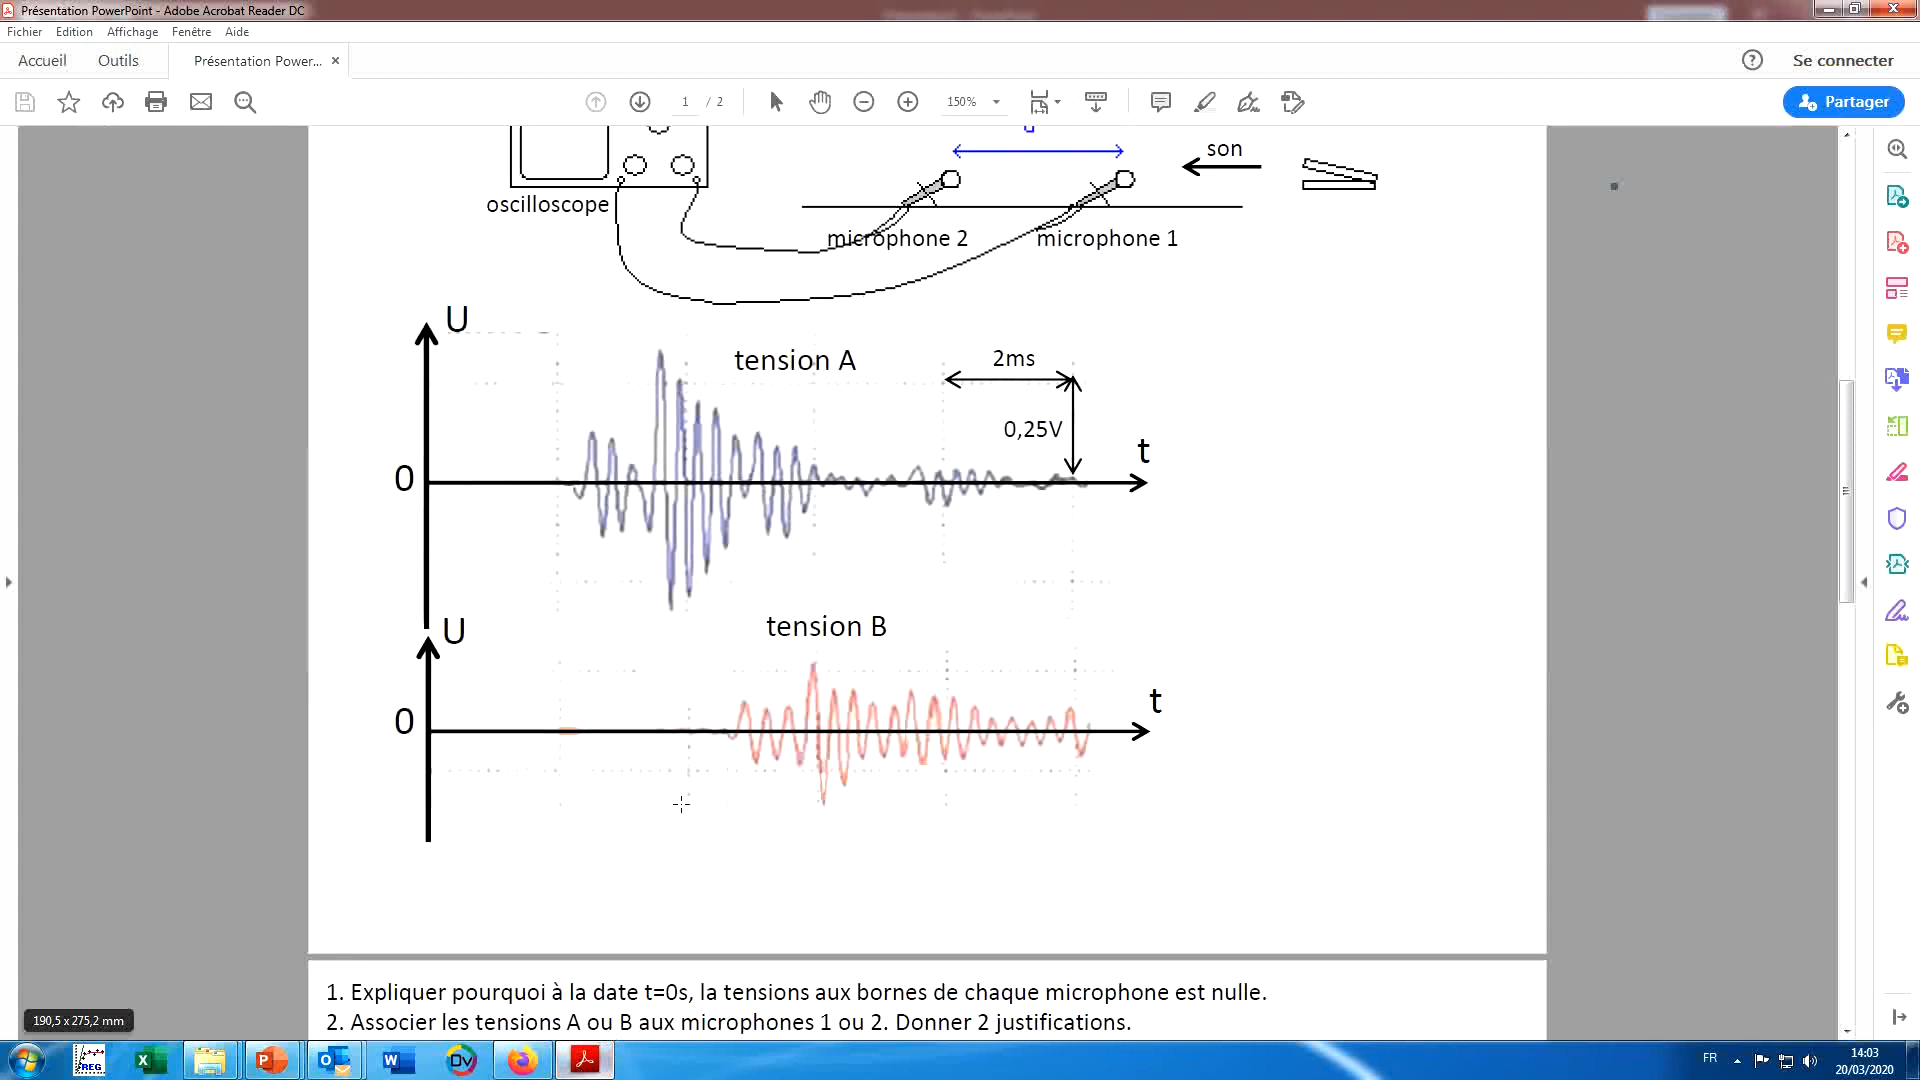 Présentation PowerPoint - Adobe Acrobat Reader DC
Fichier Edition Affichage Fenêtre Aide
Accueil Outils Présentation Power... ×
Se connecter
1 / 2
150%
Partager
son
oscilloscope
microphone 2
microphone 1
U
tension A
2ms
0,25V
t
0
U
tension B
t
0
1. Expliquer pourquoi à la date t=0s, la tensions aux bornes de chaque microphone est nulle.
2. Associer les tensions A ou B aux microphones 1 ou 2. Donner 2 justifications.
190,5 x 275,2 mm
REG
FR
14:03
20/03/2020